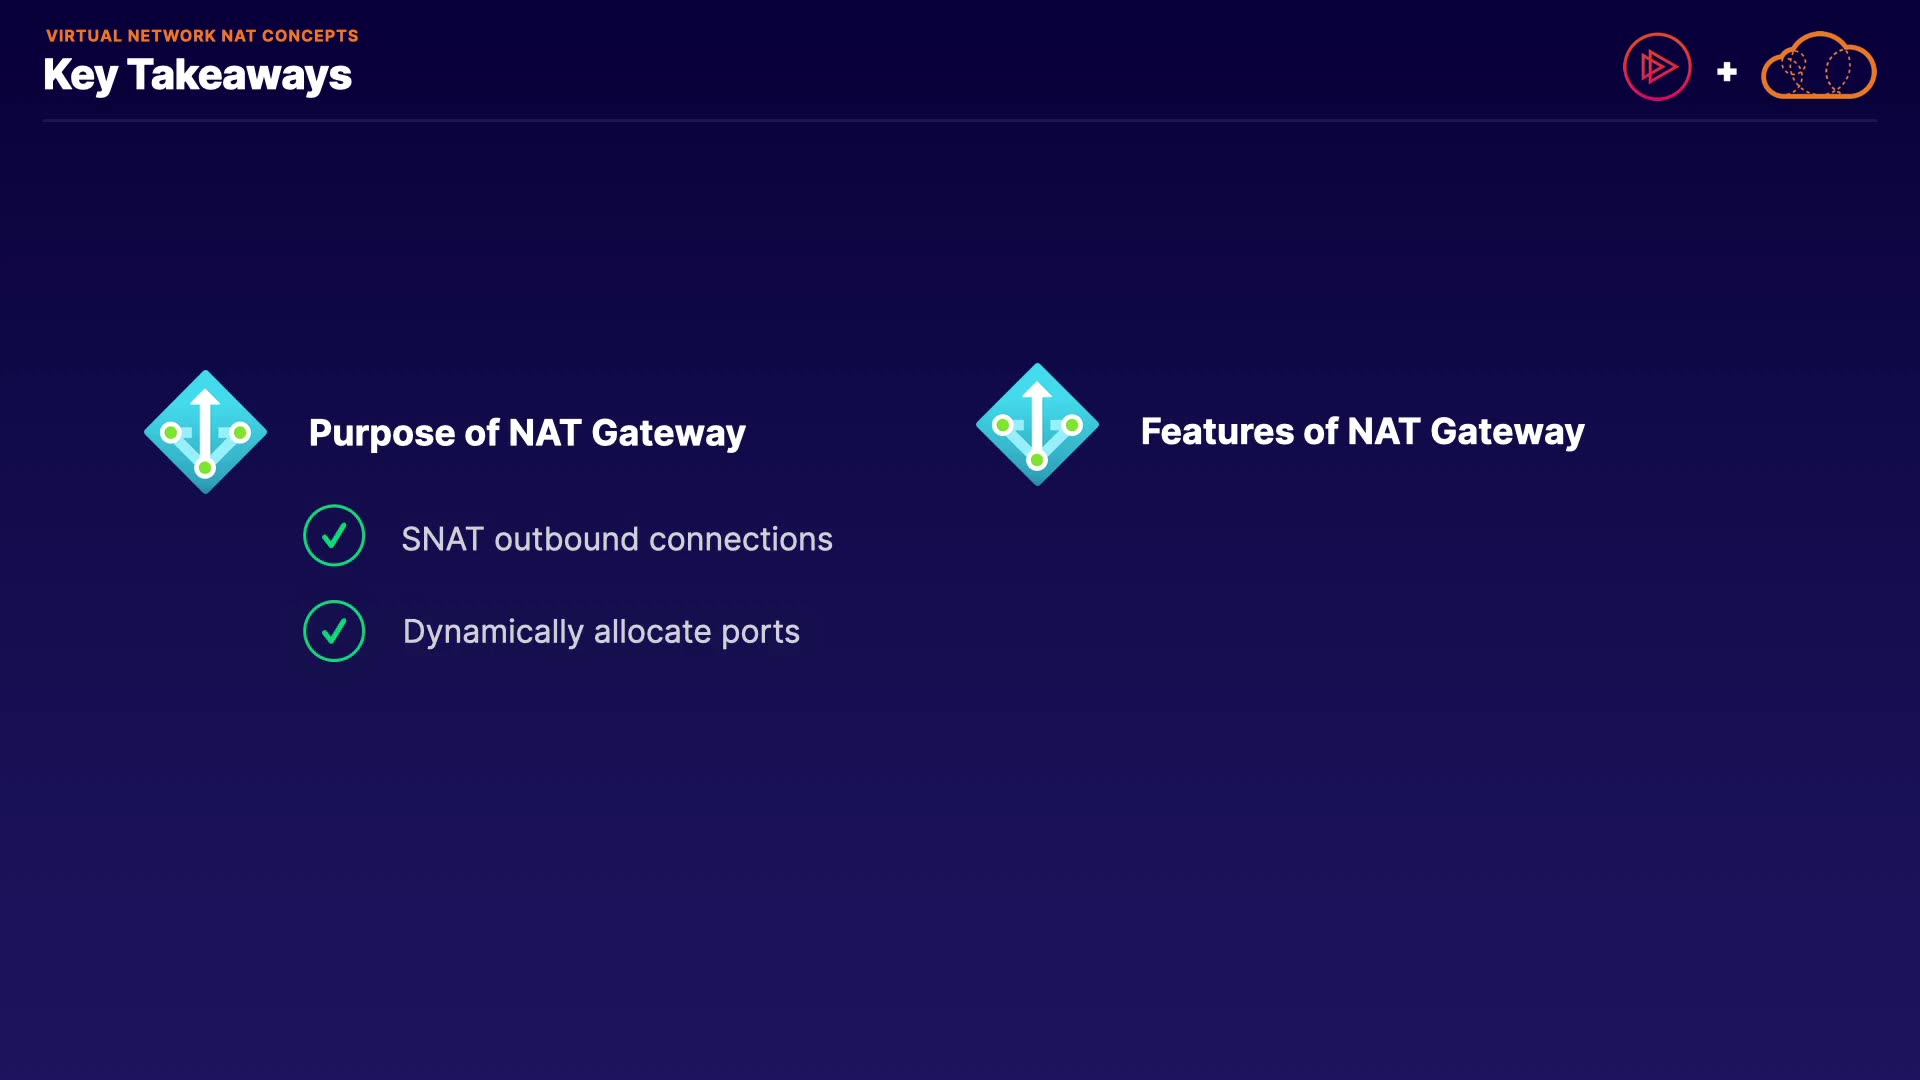 VIRTUAL NETWORK NAT CONCEPTS
Key Takeaways
Purpose of NAT Gateway
SNAT outbound connections
Dynamically allocate ports
Features of NAT Gateway